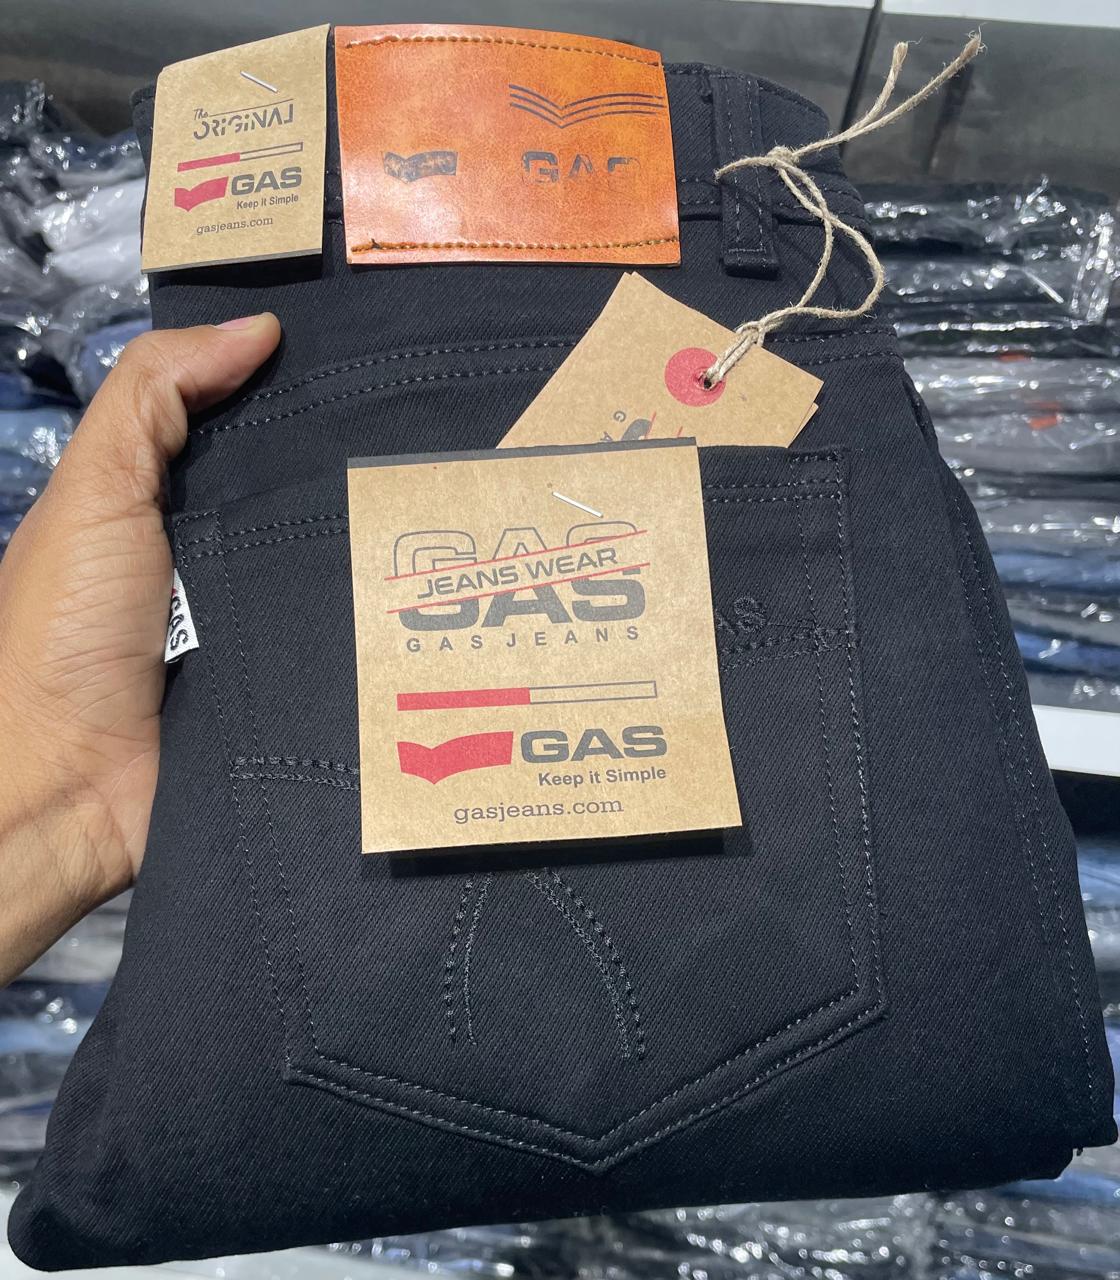 The
ORIGINAL
GAS
Keep it Simple
gasjeans.com
GAS
GAS
JEANS WEAR
GAS
GASJEANS
GAS
Keep it Simple
gasjeans.com
GAS